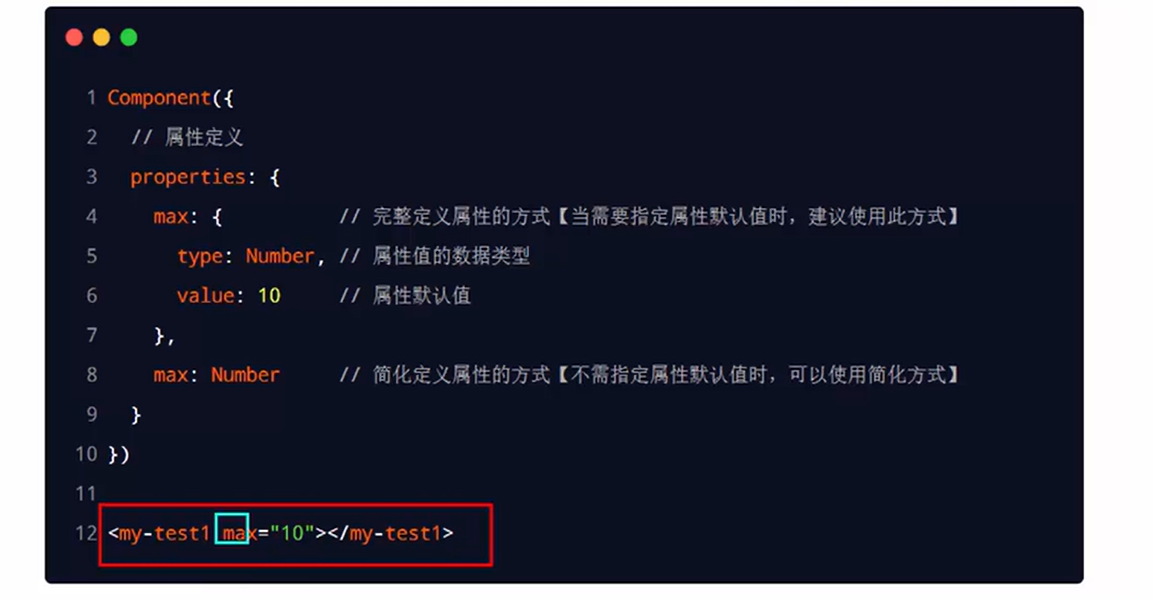 1 Component({
2 // 属性定义
3 properties: {
4 max: { // 完整定义属性的方式【当需要指定属性默认值时，建议使用此方式】
5 type: Number, // 属性值的数据类型
6 value: 10 // 属性默认值
7 },
8 max: Number // 简化定义属性的方式【不需指定属性默认值时，可以使用简化方式】
9 }
10 })
11
12 <my-test1 max="10"></my-test1>